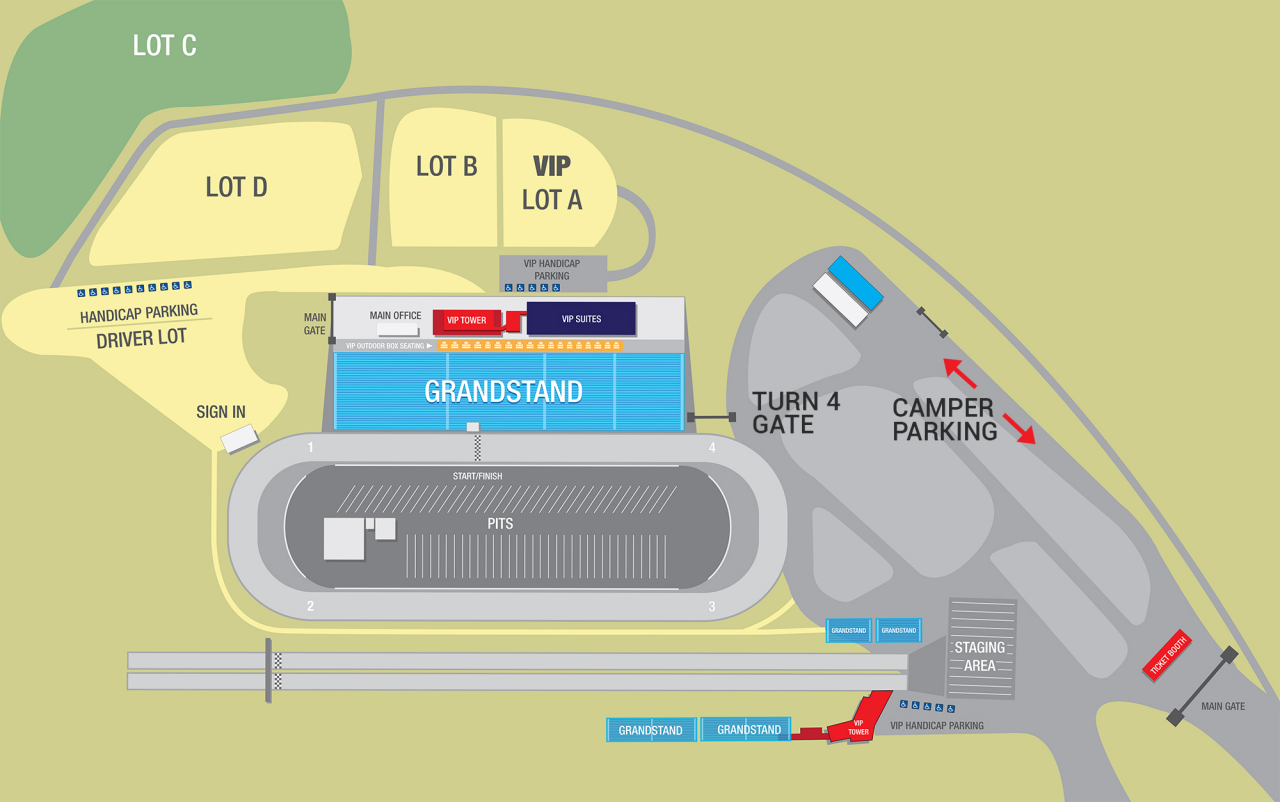 LOT C
LOT D
LOT B
VIP
LOT A
VIP HANDICAP
PARKING
HANDICAP PARKING
DRIVER LOT
SIGN IN
MAIN
GATE
MAIN OFFICE
VIP TOWER
VIP SUITES
VIP OUTDOOR BOX SEATING ►
GRANDSTAND
TURN 4
GATE
CAMPER
PARKING
1
4
START/FINISH
PITS
2
3
GRANDSTAND
GRANDSTAND
STAGING
AREA
TICKET BOOTH
MAIN GATE
VIP HANDICAP PARKING
GRANDSTAND
GRANDSTAND
VIP
TOWER